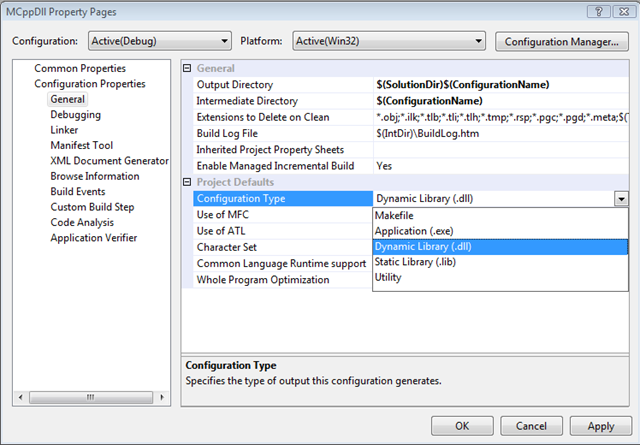 MCppDll Property Pages
Configuration: Active(Debug) Platform: Active(Win32) Configuration Manager...
Common Properties
Configuration Properties
General
Debugging
Linker
Manifest Tool
XML Document Generator
Browse Information
Build Events
Custom Build Step
Code Analysis
Application Verifier
General
Output Directory $(SolutionDir)$(ConfigurationName)
Intermediate Directory $(ConfigurationName)
Extensions to Delete on Clean *.obj;*.ilk;*.tlb;*.tli;*.tlh;*.tmp;*.rsp;*.pgc;*.pgd;*.meta;$(
Build Log File $(IntDir)\BuildLog.htm
Inherited Project Property Sheets
Enable Managed Incremental Build Yes
Project Defaults
Configuration Type Dynamic Library (.dll)
Use of MFC
Use of ATL
Character Set
Common Language Runtime support
Whole Program Optimization
Makefile
Application (.exe)
Dynamic Library (.dll)
Static Library (.lib)
Utility
Configuration Type
Specifies the type of output this configuration generates.
OK Cancel Apply